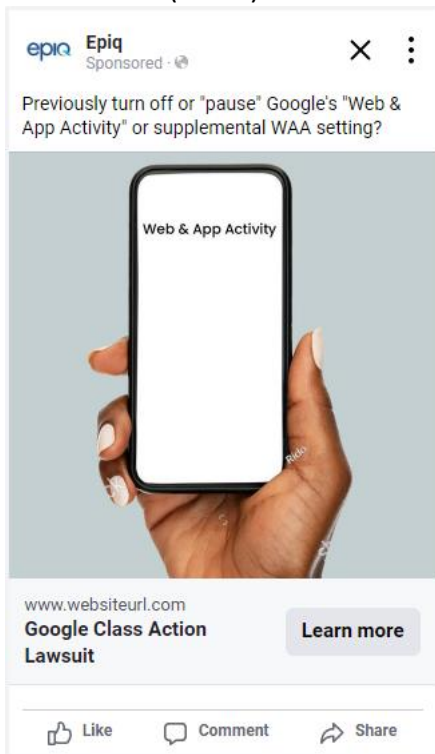 epiq Epiq
Sponsored ·
Previously turn off or "pause" Google's "Web &
App Activity" or supplemental WAA setting?
Web & App Activity
Rido
www.websiteurl.com
Google Class Action
Lawsuit
Learn more
Like Comment Share